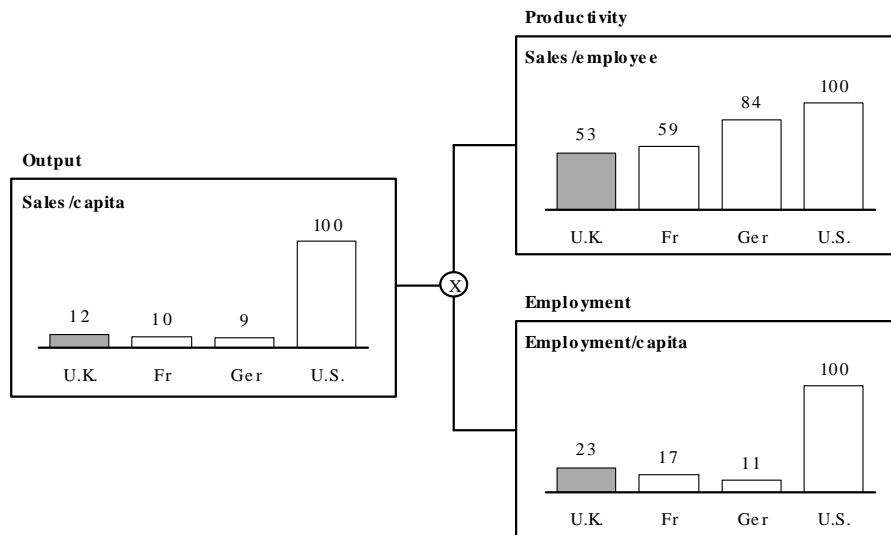 Productivity
Sales/employee
100
84
59
53
U.K. Fr Ger U.S.
Output
Sales/capita
100
12 10 9
U.K. Fr Ger U.S.
X
Employment
Employment/capita
100
23 17 11
U.K. Fr Ger U.S.